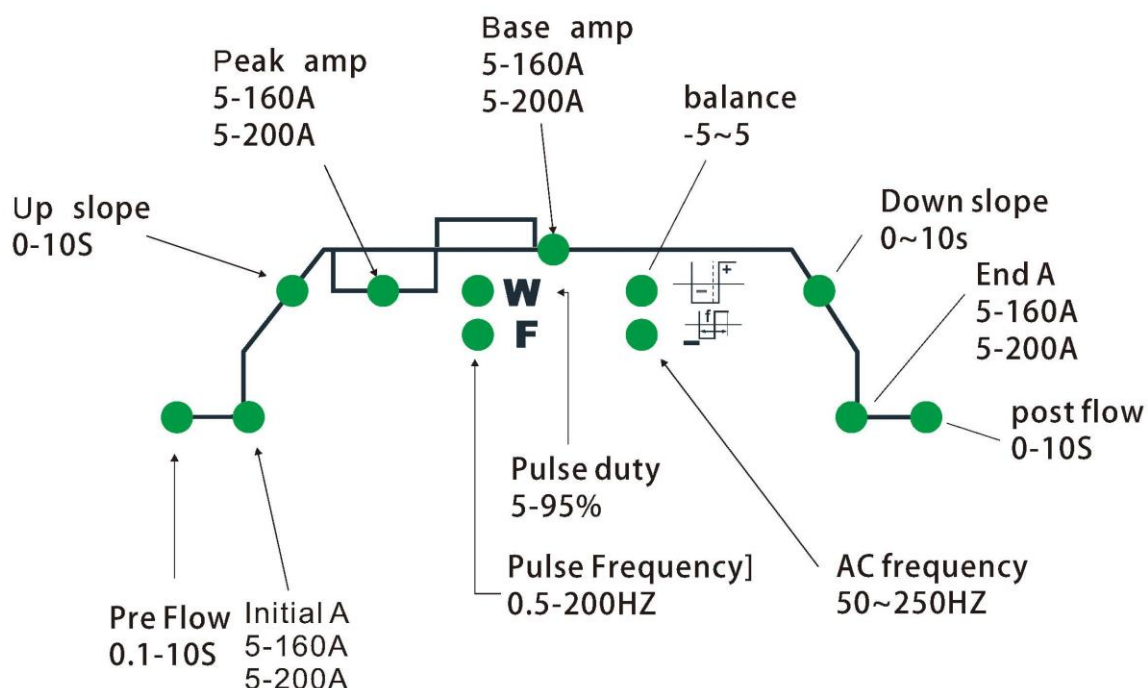 Base amp
5-160A
5-200A
Peak amp
5-160A
5-200A
balance
-5~5
Up slope
0-10S
Down slope
0~10s
W
F
+
-
f
End A
5-160A
5-200A
post flow
0-10S
Pulse duty
5-95%
Pulse Frequency]
0.5-200HZ
AC frequency
50~250HZ
Pre Flow
0.1-10S
Initial A
5-160A
5-200A